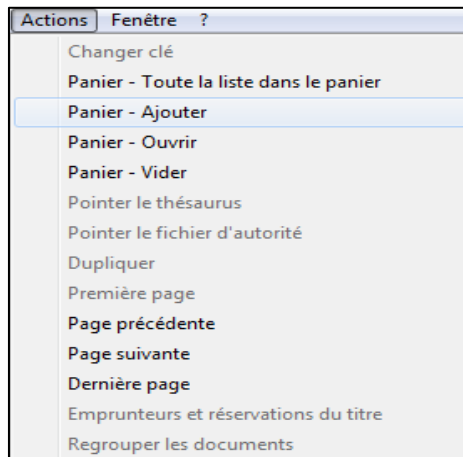 Actions Fenêtre ?
Changer clé
Panier - Toute la liste dans le panier
Panier - Ajouter
Panier - Ouvrir
Panier - Vider
Pointer le thésaurus
Pointer le fichier d'autorité
Dupliquer
Première page
Page précédente
Page suivante
Dernière page
Emprunteurs et réservations du titre
Regrouper les documents